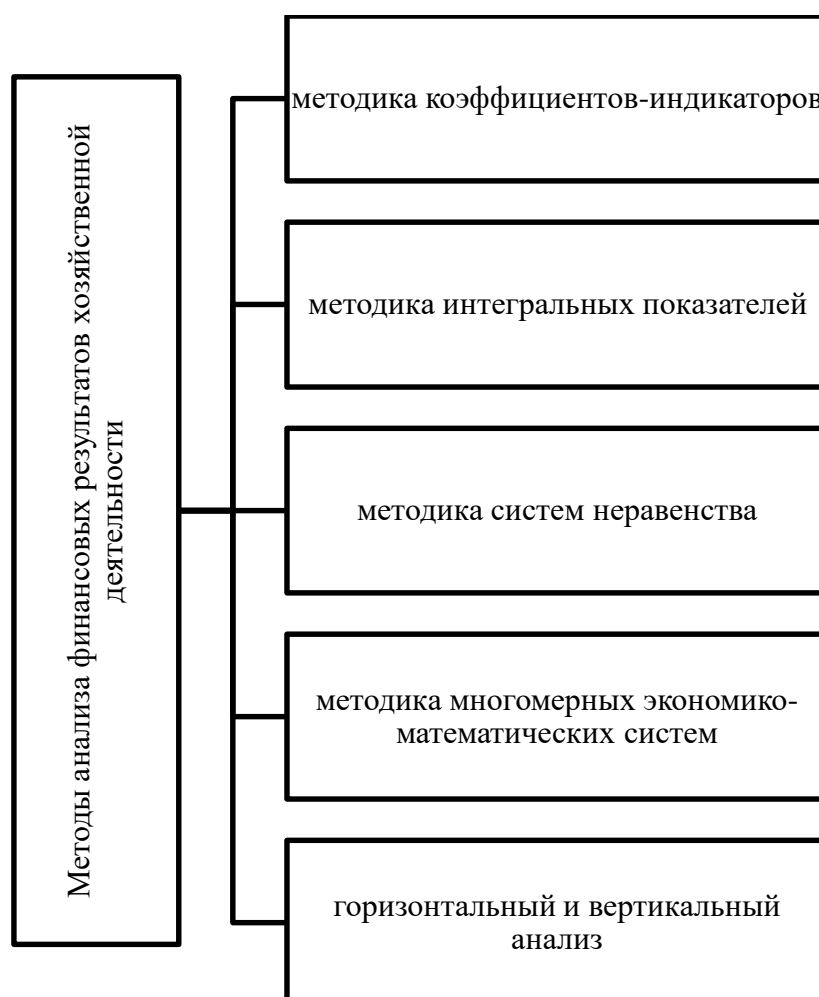 Методы анализа финансовых результатов хозяйственной
деятельности
методика коэффициентов-индикаторов
методика интегральных показателей
методика систем неравенства
методика многомерных экономико-
математических систем
горизонтальный и вертикальный
анализ